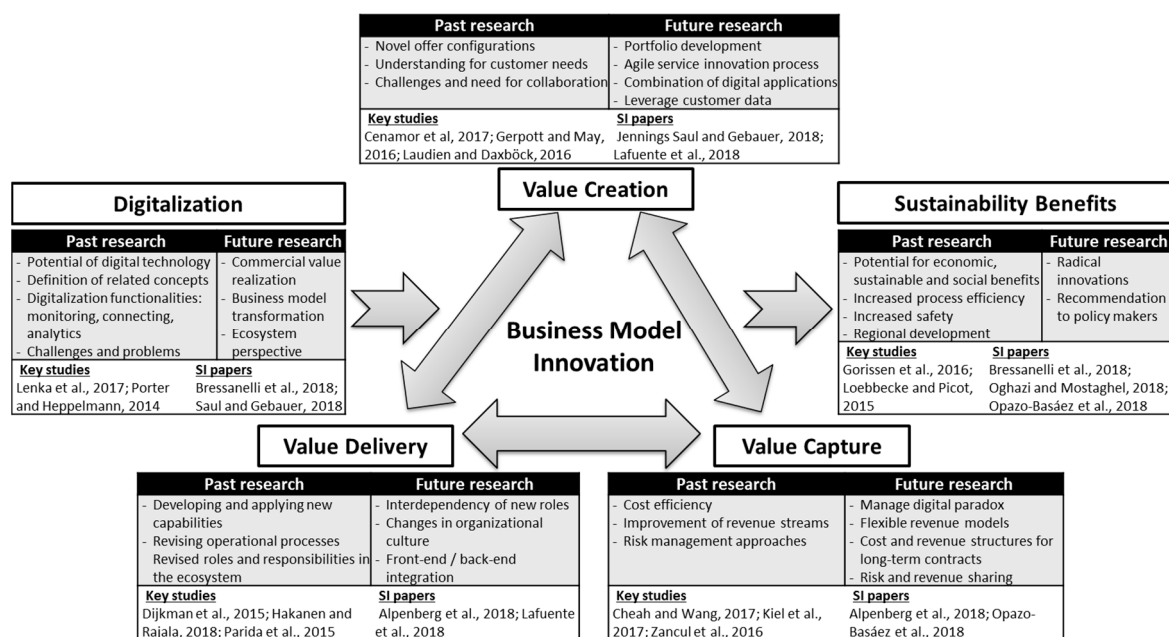 Past research
- Novel offer configurations
- Understanding for customer needs
- Challenges and need for collaboration
Future research
- Portfolio development
- Agile service innovation process
- Combination of digital applications
- Leverage customer data
Key studies
Cenamor et al, 2017; Gerpott and May,
2016; Laudien and Daxböck, 2016
SI papers
Jennings Saul and Gebauer, 2018;
Lafuente et al., 2018
Value Creation
Digitalization
Past research
- Potential of digital technology
- Definition of related concepts
- Digitalization functionalities:
monitoring, connecting,
analytics
- Challenges and problems
Future research
- Commercial value
realization
- Business model
transformation
- Ecosystem
perspective
Key studies
Lenka et al., 2017; Porter
and Heppelmann, 2014
SI papers
Bressanelli et al., 2018;
Saul and Gebauer, 2018
Business Model
Innovation
Sustainability Benefits
Past research
- Potential for economic,
sustainable and social benefits
- Increased process efficiency
- Increased safety
- Regional development
Future research
- Radical
innovations
- Recommendation
to policy makers
Key studies
Gorissen et al., 2016;
Loebbecke and Picot,
2015
SI papers
Bressanelli et al., 2018;
Oghazi and Mostaghel, 2018;
Opazo-Basáez et al., 2018
Value Delivery
Past research
- Developing and applying new
capabilities
- Revising operational processes
Revised roles and responsibilities in
the ecosystem
Future research
- Interdependency of new roles
- Changes in organizational
culture
- Front-end / back-end
integration
Key studies
Dijkman et al., 2015; Hakanen and
Rajala, 2018; Parida et al., 2015
SI papers
Alpenberg et al., 2018; Lafuente
et al., 2018
Value Capture
Past research
- Cost efficiency
- Improvement of revenue streams
- Risk management approaches
Future research
- Manage digital paradox
- Flexible revenue models
- Cost and revenue structures for
long-term contracts
- Risk and revenue sharing
Key studies
Cheah and Wang, 2017; Kiel et al.,
2017; Zancul et al., 2016
SI papers
Alpenberg et al., 2018; Opazo-
Basáez et al., 2018